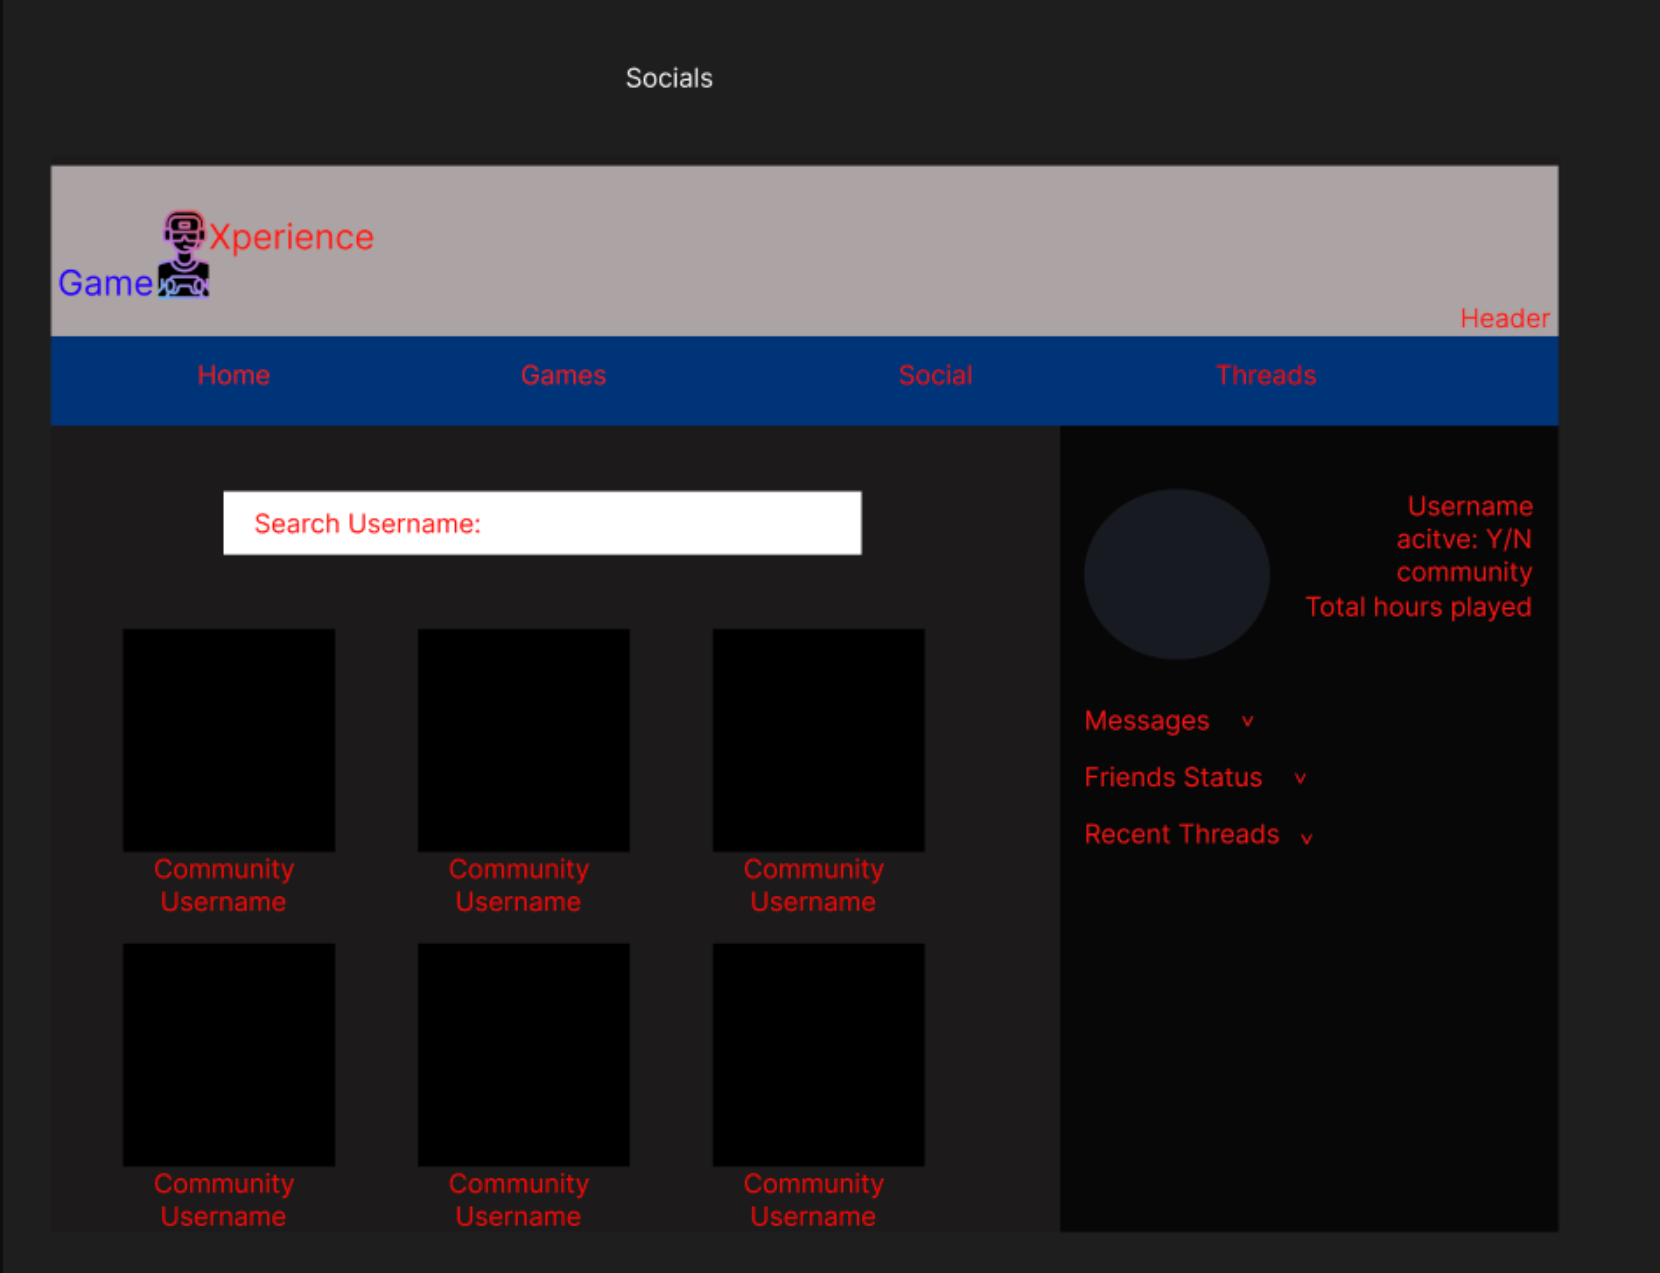 Socials
Game Xperience
Header
Home Games Social Threads
Search Username:
Community Community Community
Username Username Username
Community Community Community
Username Username Username
Username
acitve: Y/N
community
Total hours played
Messages v
Friends Status v
Recent Threads v